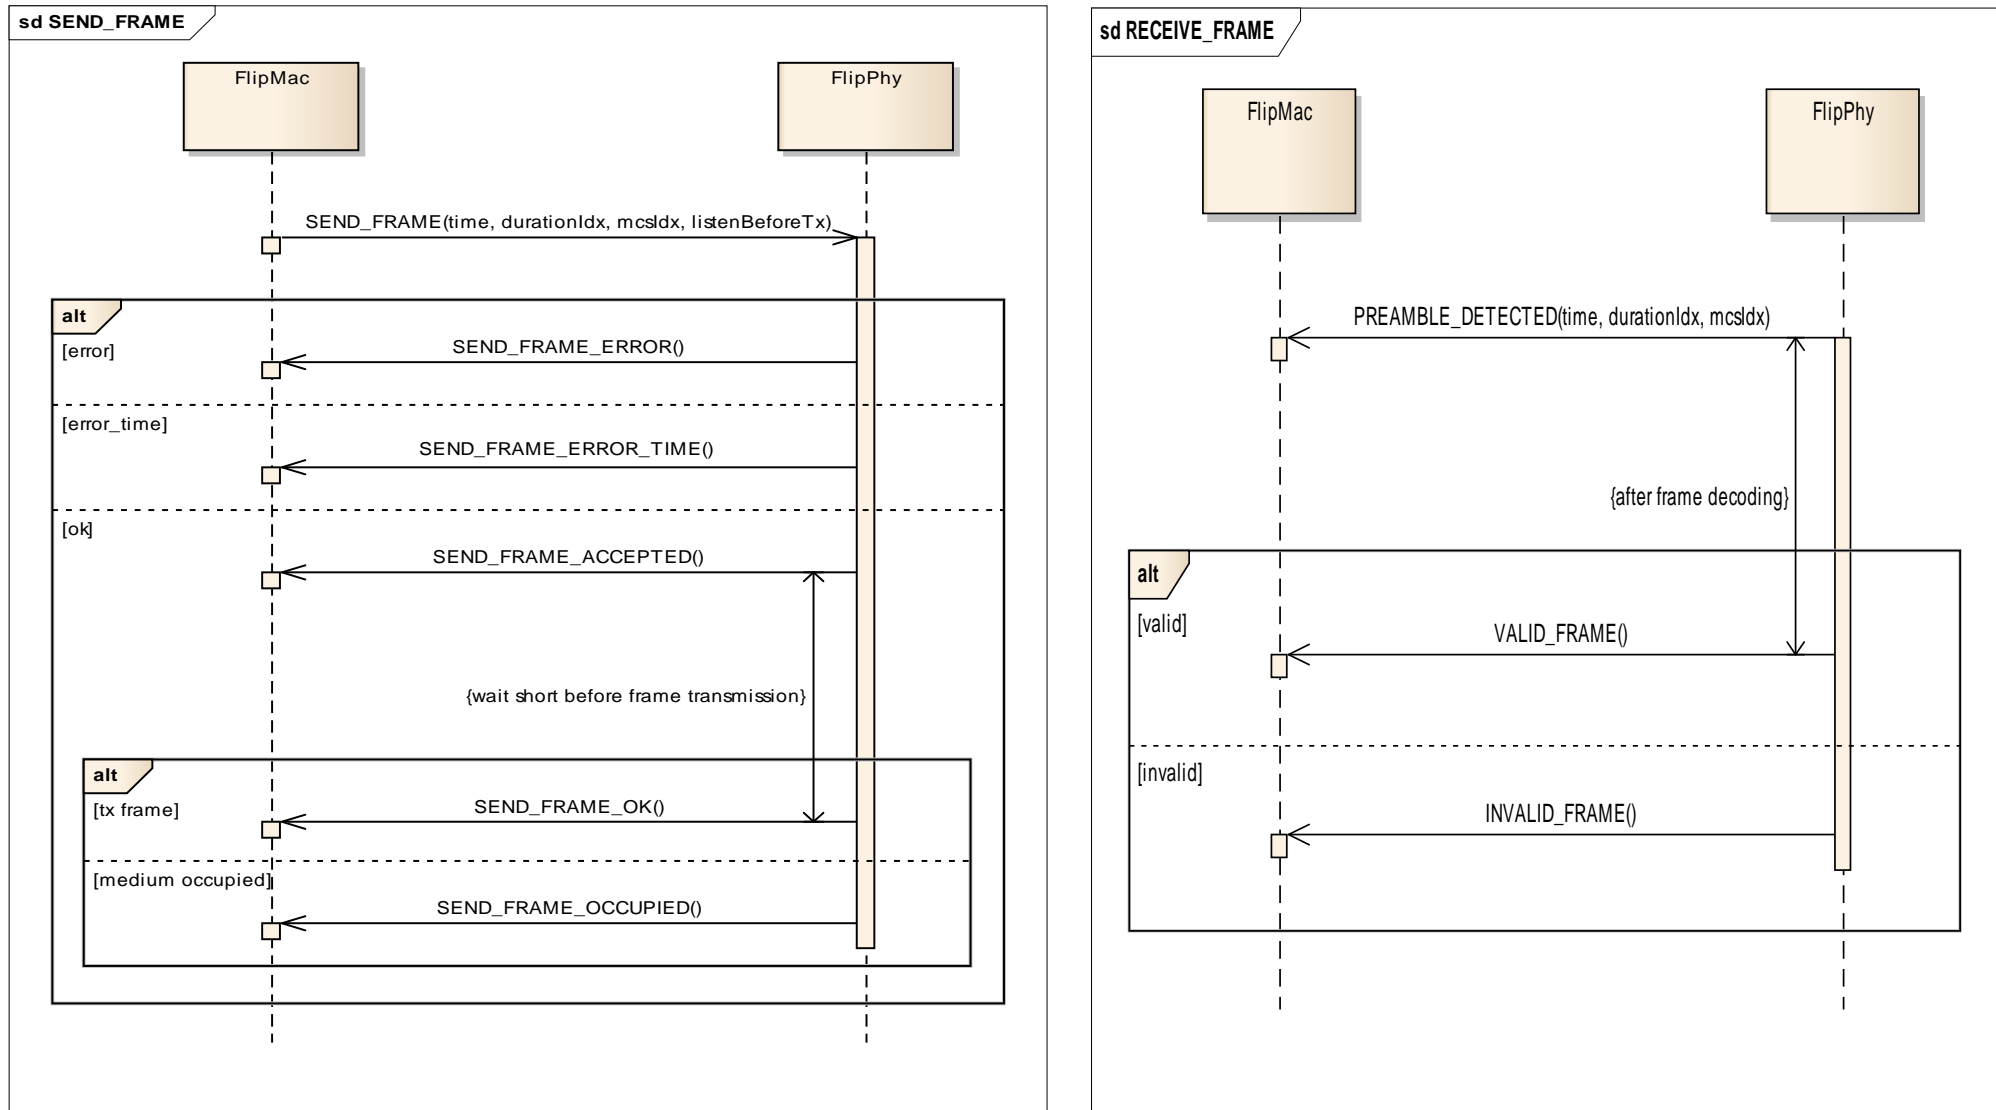 sd SEND_FRAME
FlipMac
FlipPhy
SEND_FRAME(time, durationIdx, mcsIdx, listenBeforeTx)
alt
[error]
SEND_FRAME_ERROR()
[error_time]
SEND_FRAME_ERROR_TIME()
[ok]
SEND_FRAME_ACCEPTED()
{wait short before frame transmission}
alt
[tx frame]
SEND_FRAME_OK()
[medium occupied]
SEND_FRAME_OCCUPIED()
sd RECEIVE_FRAME
FlipMac
FlipPhy
PREAMBLE_DETECTED(time, durationIdx, mcsIdx)
{after frame decoding}
alt
[valid]
VALID_FRAME()
[invalid]
INVALID_FRAME()